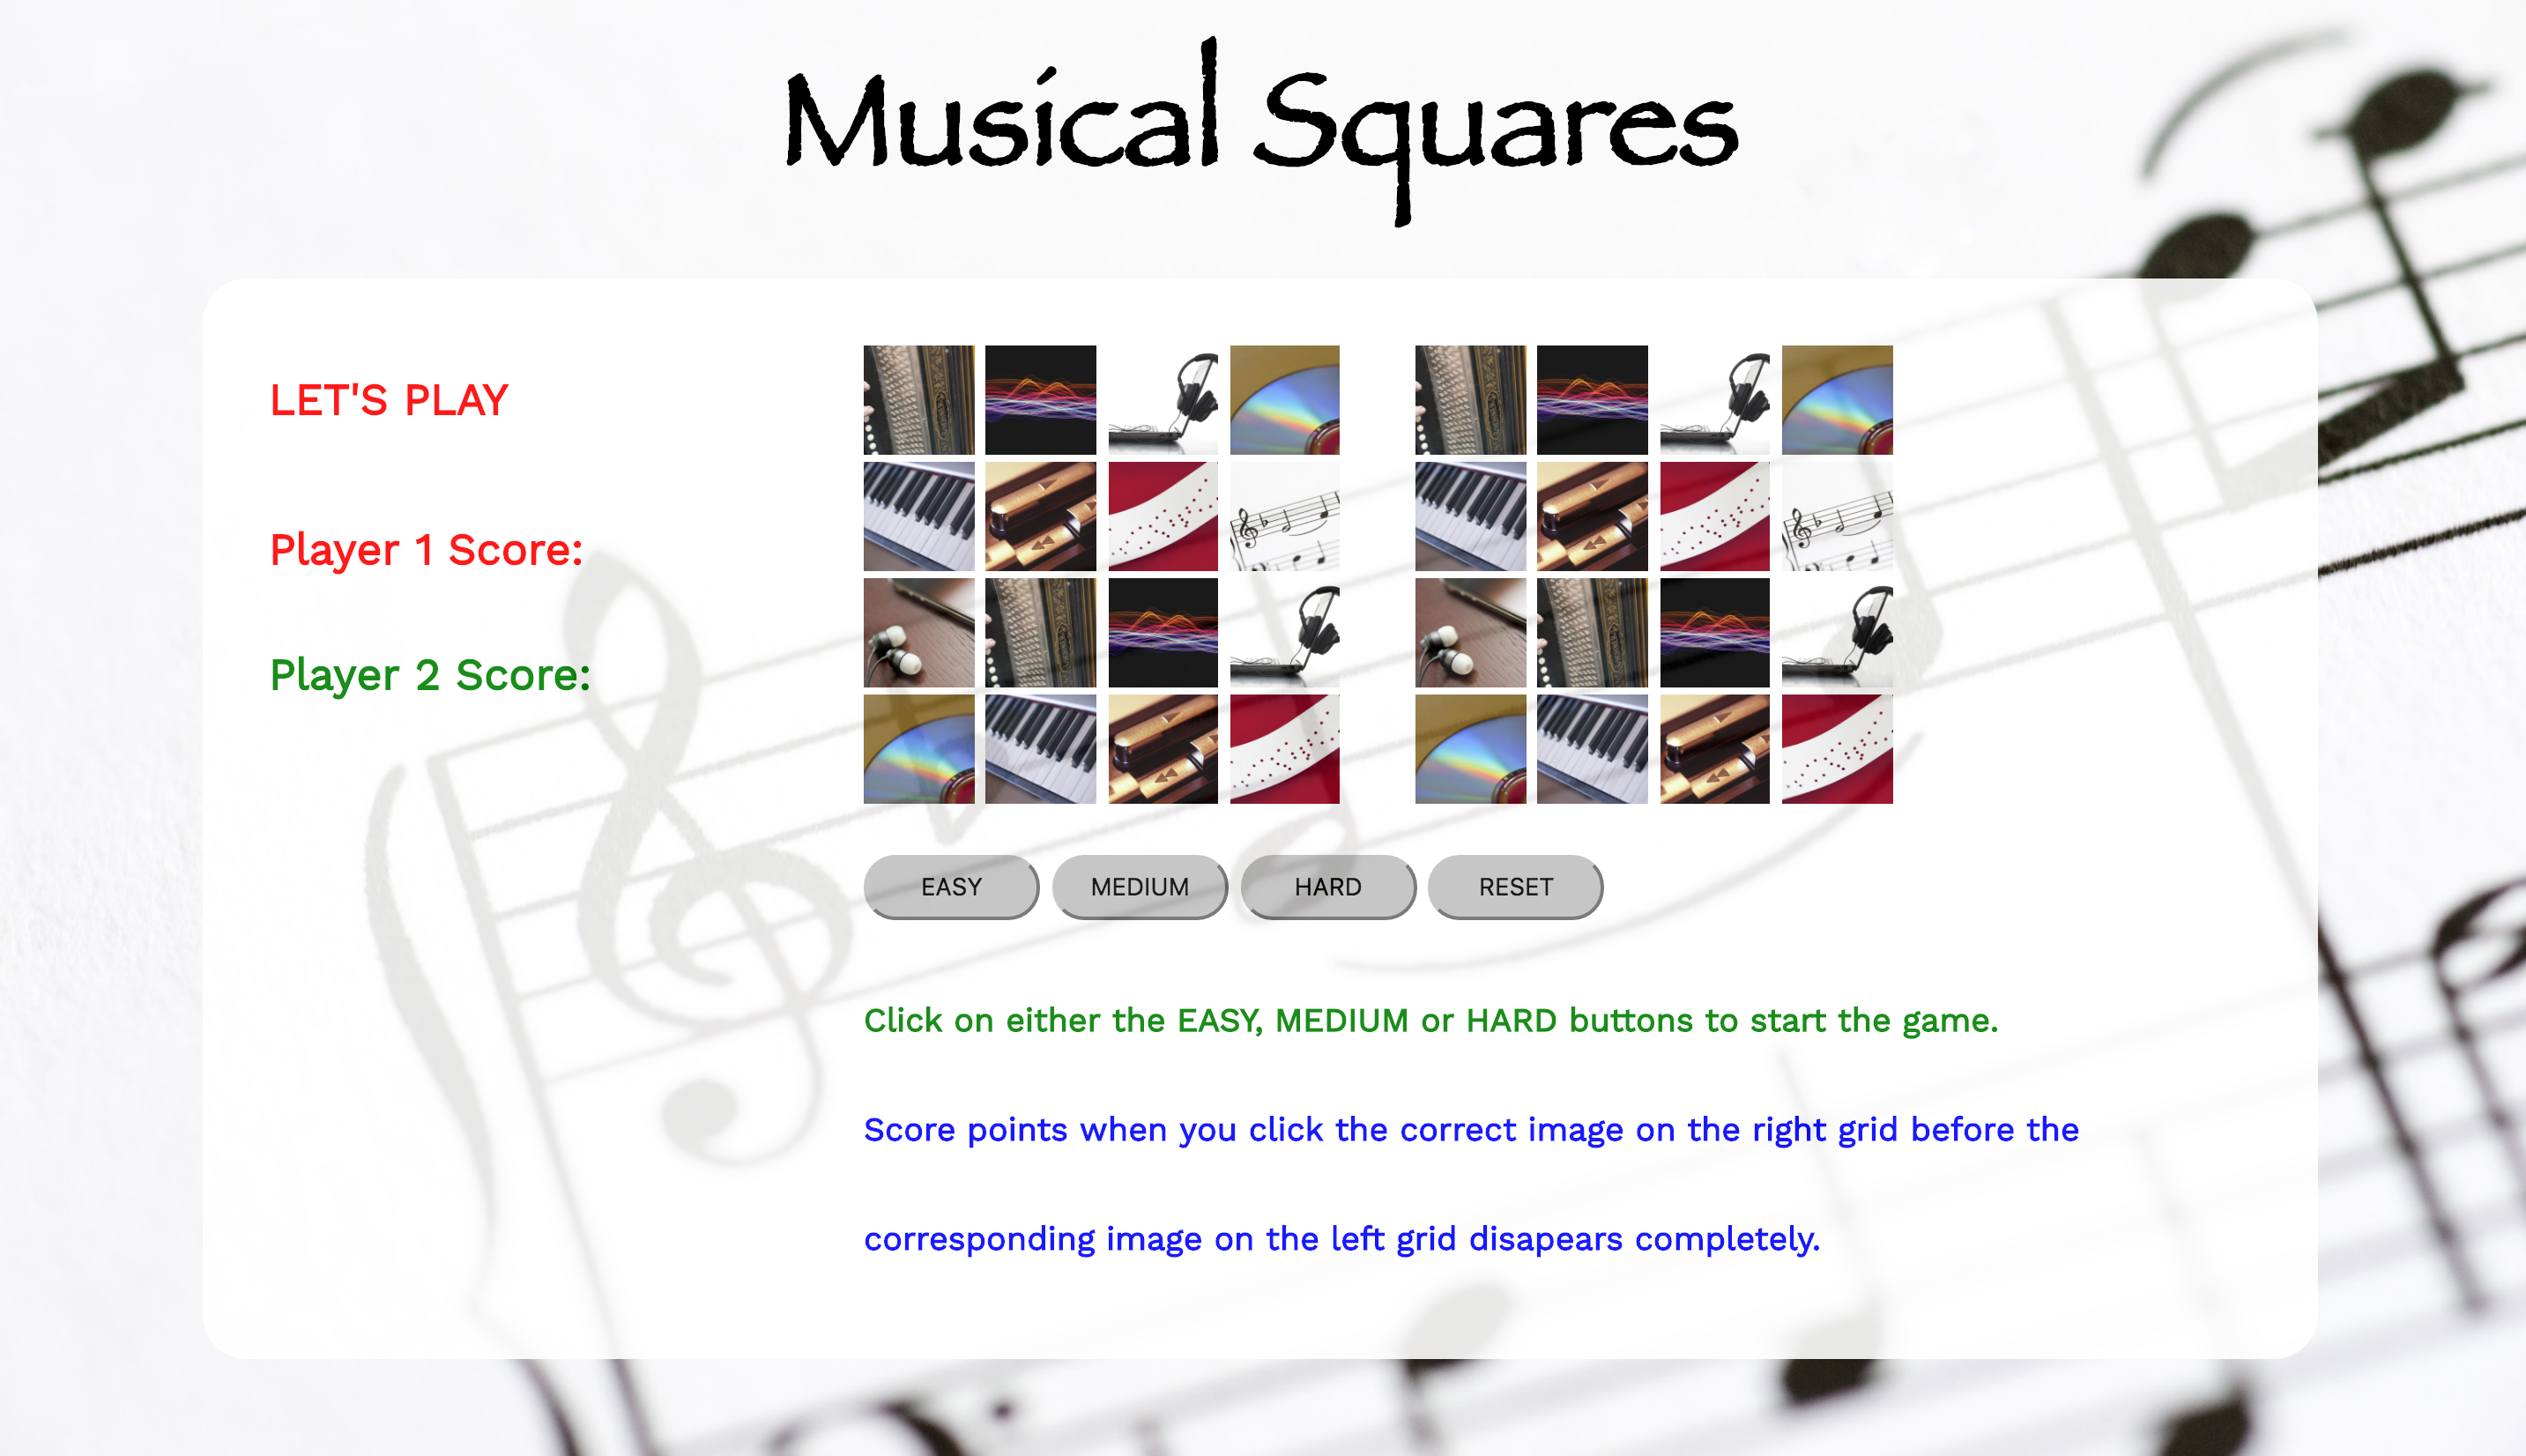 Musical Squares
LET'S PLAY
Player 1 Score:
Player 2 Score:
EASY
MEDIUM
HARD
RESET
Click on either the EASY, MEDIUM or HARD buttons to start the game.
Score points when you click the correct image on the right grid before the
corresponding image on the left grid disapears completely.